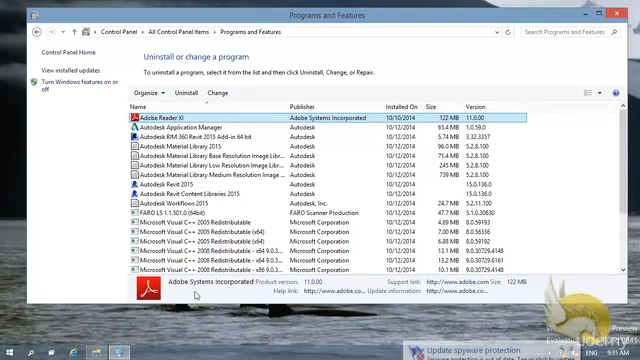 Programs and Features
Control Panel › All Control Panel Items › Programs and Features
Search Programs and Features
Control Panel Home
View installed updates
Turn Windows features on or
off
Uninstall or change a program
To uninstall a program, select it from the list and then click Uninstall, Change, or Repair.
Organize Uninstall Change
Name Publisher Installed On Size Version
Adobe Reader XI Adobe Systems Incorporated 10/10/2014 122 MB 11.0.00
Autodesk Application Manager Autodesk 10/12/2014 65.4 MB 1.0.59.0
Autodesk BIM 360 Revit 2015 Add-in 64 bit Autodesk 10/12/2014 5.74 MB
Autodesk Material Library 2015 Autodesk 10/12/2014 96.0 MB 5.2.8.100
Autodesk Material Library Base Resolution Image Libr... Autodesk 10/12/2014 71.4 MB 5.2.8.100
Autodesk Material Library Low Resolution Image Libr... Autodesk 10/12/2014 245 MB 5.2.8.100
Autodesk Material Library Medium Resolution Image L... Autodesk 10/12/2014 739 MB 5.2.8.100
Autodesk Revit 2015 Autodesk 10/12/2014 15.0.136.0
Autodesk Revit Content Libraries 2015 Autodesk 10/12/2014 15.0.136.0
Autodesk Workflows 2015 Autodesk, Inc. 10/12/2014 24.7 MB 5.2.11.100
FARO LS 1.1.501.0 (64bit) FARO Scanner Production 10/12/2014 47.7 MB 5.1.0.30630
Microsoft Visual C++ 2005 Redistributable Microsoft Corporation 10/12/2014 4.88 MB 8.0.59193
Microsoft Visual C++ 2005 Redistributable (x64) Microsoft Corporation 10/12/2014 7.00 MB 8.0.56336
Microsoft Visual C++ 2005 Redistributable (x64) Microsoft Corporation 10/12/2014 6.88 MB 8.0.59192
Microsoft Visual C++ 2008 Redistributable - x64 9.0.3... Microsoft Corporation 10/12/2014 13.2 MB 9.0.30729.4148
Microsoft Visual C++ 2008 Redistributable - x64 9.0.3... Microsoft Corporation 10/12/2014 13.2 MB 9.0.30729.6161
Microsoft Visual C++ 2008 Redistributable - x86 9.0.3... Microsoft Corporation 10/12/2014 10.1 MB 9.0.30729.4148
Adobe Systems Incorporated Product version: 11.0.00 Support link: http://www.adobe.com Size: 122 MB
Help link: http://www.adobe.co... Update information: http://www.adobe.co...
Preview
udemy
Update spyware protection
ENG 9:35 AM